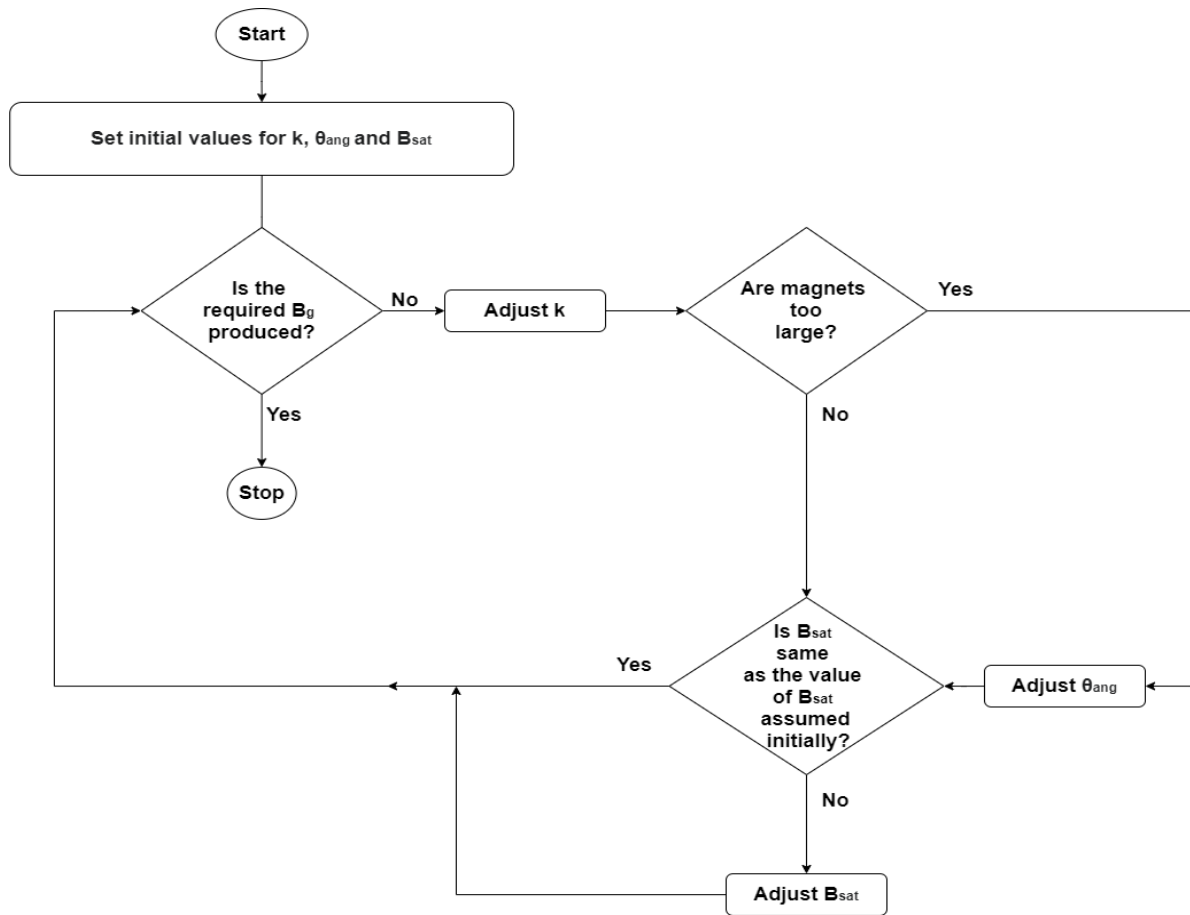 Start
Set initial values for k, θang and Bsat
Is the
required Bg
produced?
No
Adjust k
Are magnets
too
large?
Yes
Yes
No
Stop
Is Bsat
same
as the value
of Bsat
assumed
initially?
Yes
Adjust θang
No
Adjust Bsat